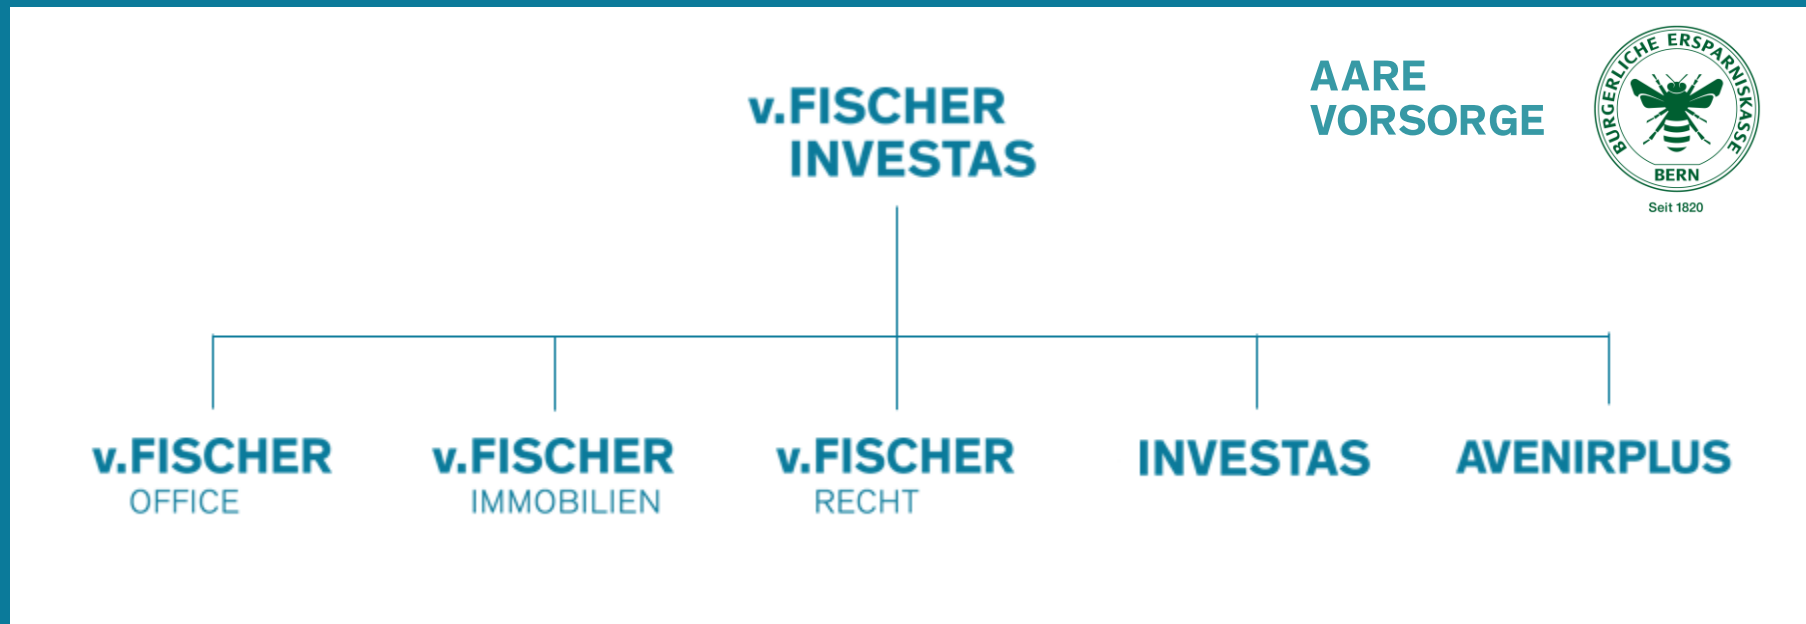 v.FISCHER
INVESTAS
AARE
VORSORGE
BURGERLICHE ERSPARNISKASSE
BERN
Seit 1820
v.FISCHER
OFFICE
v.FISCHER
IMMOBILIEN
v.FISCHER
RECHT
INVESTAS
AVENIRPLUS